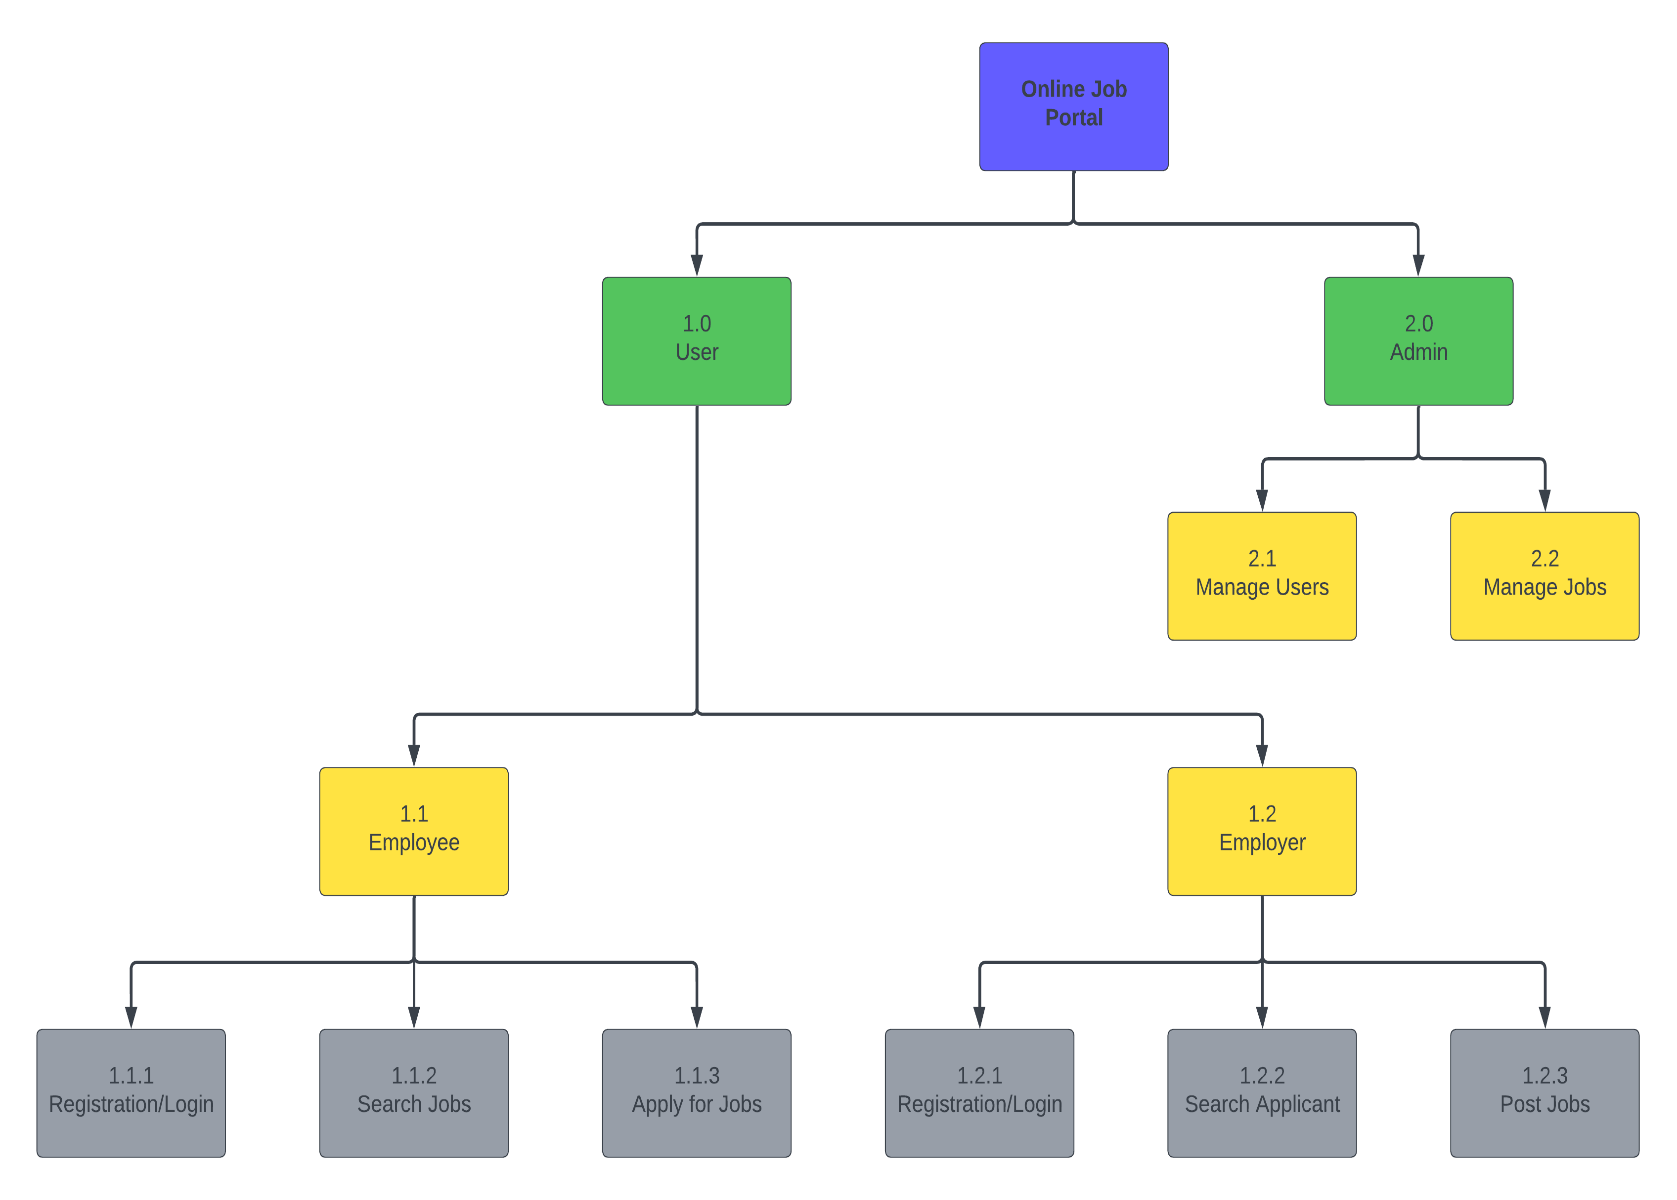 Online Job
Portal
1.0
User
2.0
Admin
2.1
Manage Users
2.2
Manage Jobs
1.1
Employee
1.2
Employer
1.1.1
Registration/Login
1.1.2
Search Jobs
1.1.3
Apply for Jobs
1.2.1
Registration/Login
1.2.2
Search Applicant
1.2.3
Post Jobs